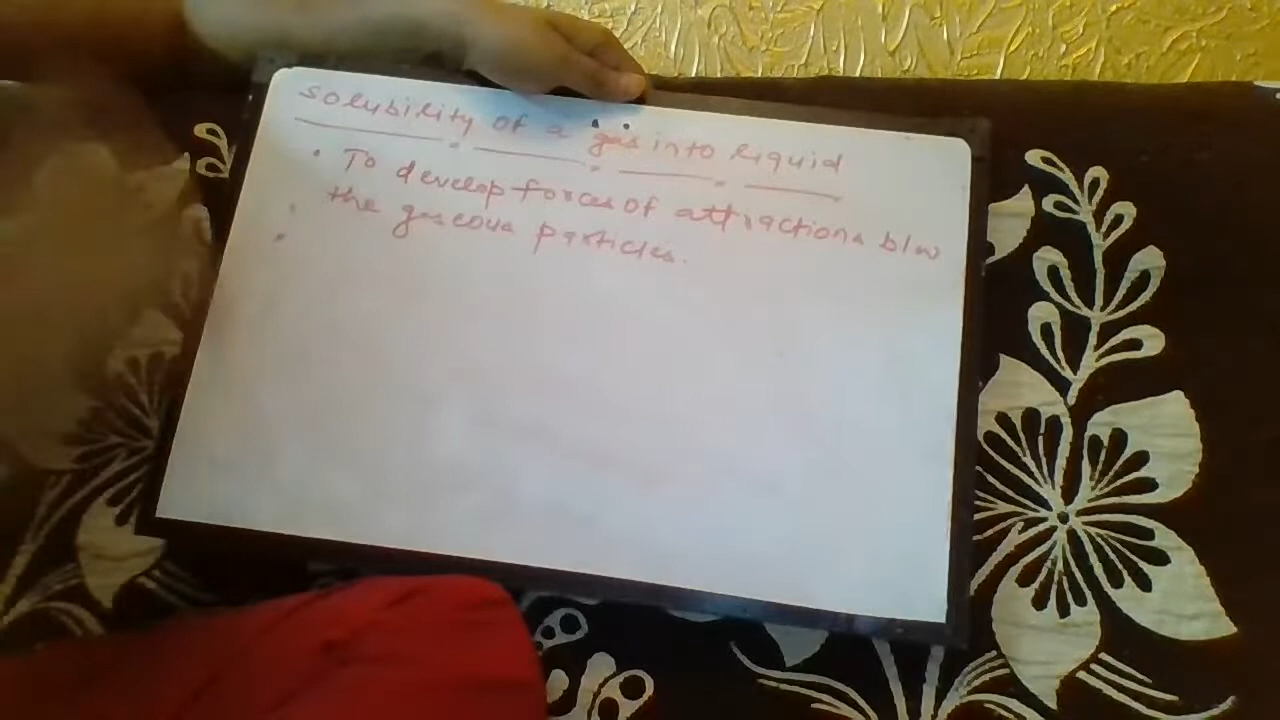 Solubility of a gas into liquid
• To develop forces of attractions b/w
the gaseous particles.